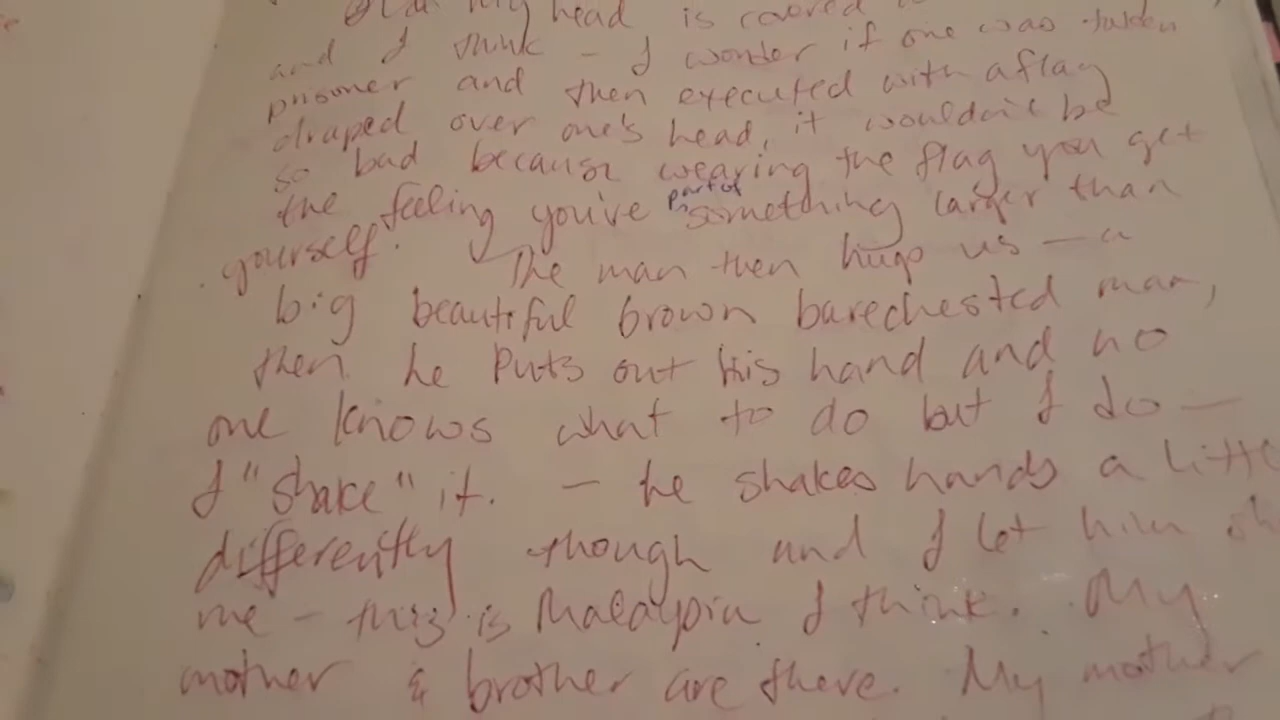 my head is covered
and I think - I wonder if one was taken
prisoner and then executed with a flag
draped over one's head, it wouldn't be
so bad because wearing the flag you get
the feeling you're part of something larger than
yourself. The man then hugs us — a
big beautiful brown barechested man,
then he puts out his hand and no
one knows what to do but I do —
I "shake" it. — he shakes hands a little
differently though and I let him
me - this is Malaysia I think. My
mother & brother are there. My mother